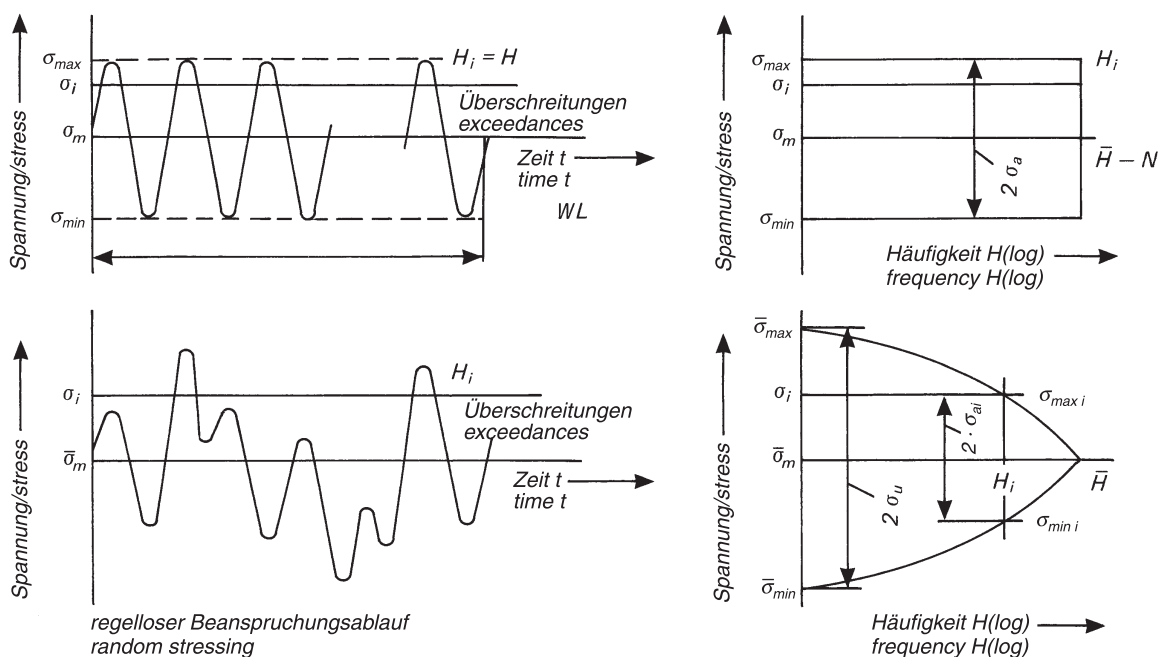 Spannung/stress
σmax
σi
σm
σmin
Hi = H
Überschreitungen
exceedances
Zeit t
time t
WL
Spannung/stress
σmax
σi
σm
σmin
Hi
2 σa
H̄ – N
Häufigkeit H(log)
frequency H(log)
Spannung/stress
σi
σ̄m
Hi
Überschreitungen
exceedances
Zeit t
time t
regelloser Beanspruchungsablauf
random stressing
Spannung/stress
σ̄max
σi
σ̄m
σ̄min
2 σu
2 · σai
Hi
σmax i
H̄
σmin i
Häufigkeit H(log)
frequency H(log)